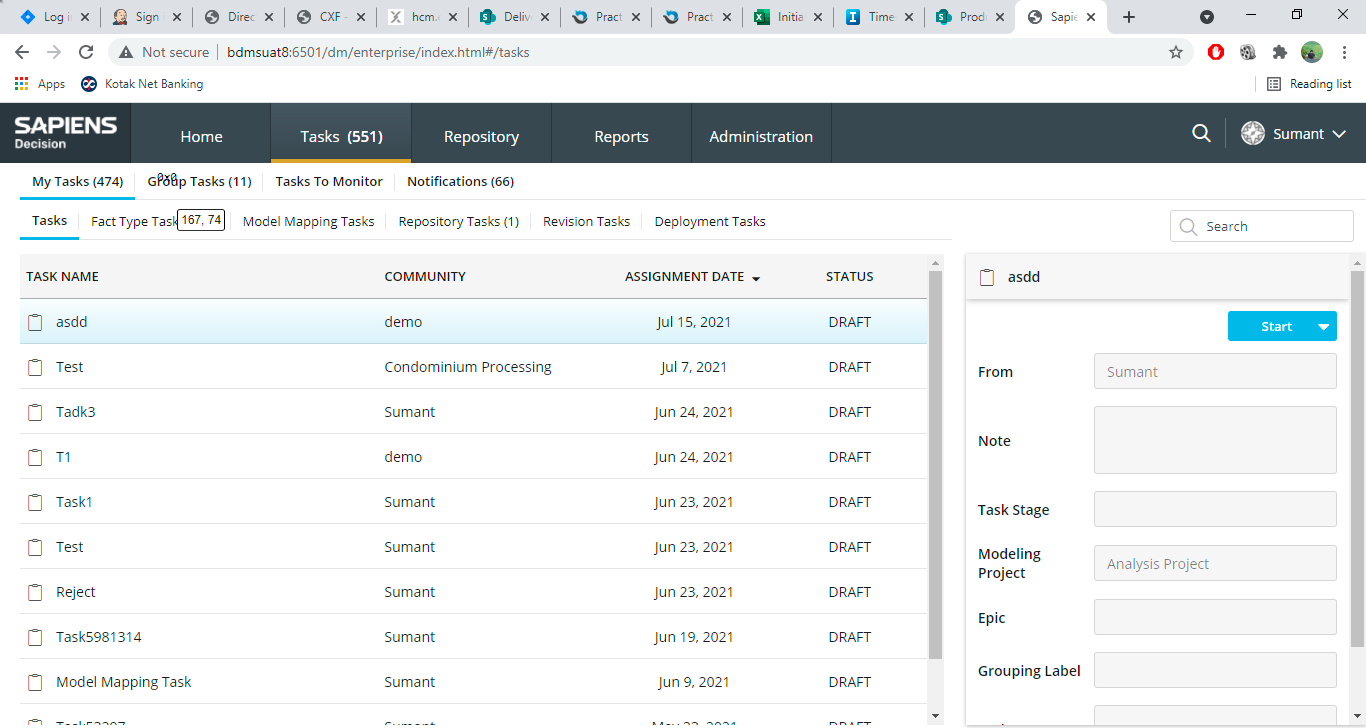 Log i
Sign
Direc
CXF
hcm.
Deliv
Pract
Pract
Initia
Time
Prod
Sapie
Not secure
bdmsuat8:6501/dm/enterprise/index.html#/tasks
Apps
Kotak Net Banking
Reading list
SAPIENS
Decision
Home
Tasks (551)
Repository
Reports
Administration
Sumant
My Tasks (474)
Group Tasks (11)
Tasks To Monitor
Notifications (66)
0x0
Tasks
Fact Type Task
167, 74
Model Mapping Tasks
Repository Tasks (1)
Revision Tasks
Deployment Tasks
Search
TASK NAME COMMUNITY ASSIGNMENT DATE STATUS
asdd demo Jul 15, 2021 DRAFT
Test Condominium Processing Jul 7, 2021 DRAFT
Tadk3 Sumant Jun 24, 2021 DRAFT
T1 demo Jun 24, 2021 DRAFT
Task1 Sumant Jun 23, 2021 DRAFT
Test Sumant Jun 23, 2021 DRAFT
Reject Sumant Jun 23, 2021 DRAFT
Task5981314 Sumant Jun 19, 2021 DRAFT
Model Mapping Task Sumant Jun 9, 2021 DRAFT
asdd
Start
From
Sumant
Note
Task Stage
Modeling
Project
Analysis Project
Epic
Grouping Label